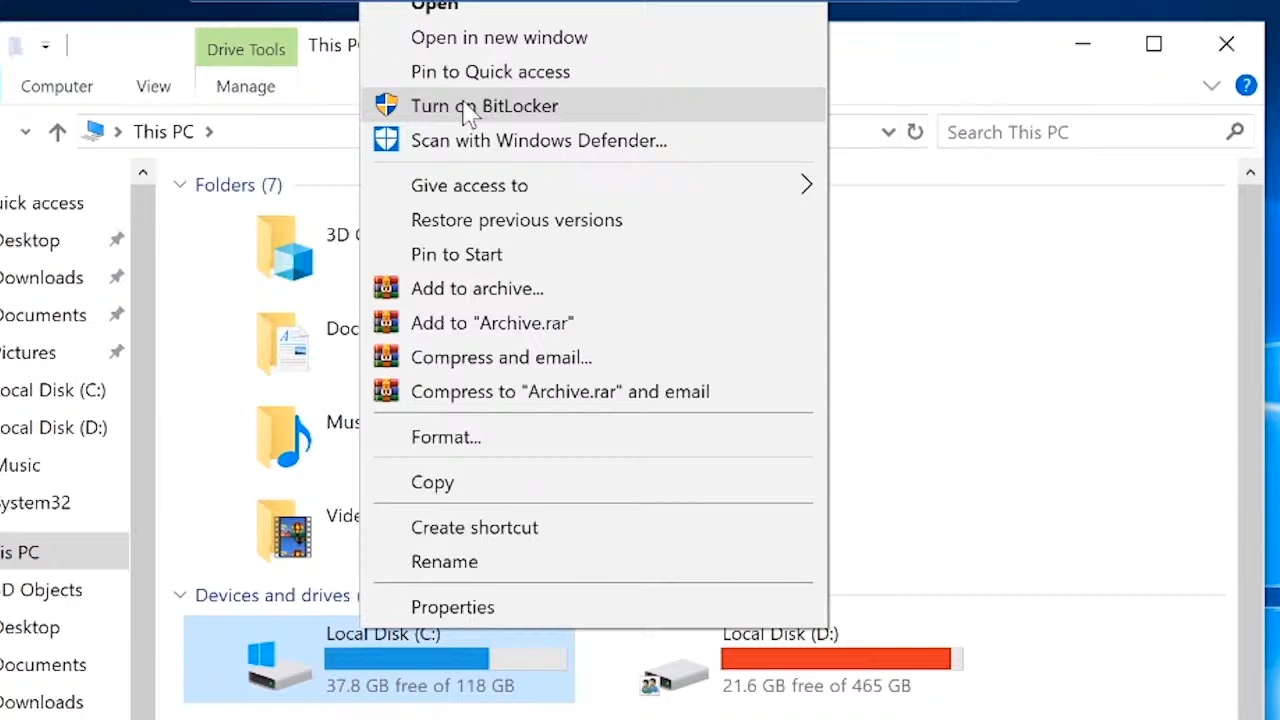 Open
Open in new window
Drive Tools
This P
Computer
View
Manage
Pin to Quick access
Turn on BitLocker
This PC
Search This PC
Scan with Windows Defender...
Folders (7)
Give access to
uick access
Restore previous versions
3D
Desktop
Pin to Start
Downloads
Add to archive...
Documents
Add to "Archive.rar"
Doc
Pictures
Compress and email...
ocal Disk (C:)
Compress to "Archive.rar" and email
ocal Disk (D:)
Mus
Format...
Music
Copy
System32
Vide
Create shortcut
is PC
Rename
3D Objects
Devices and drives
Properties
Desktop
Local Disk (C:)
Local Disk (D:)
Documents
37.8 GB free of 118 GB
21.6 GB free of 465 GB
Downloads